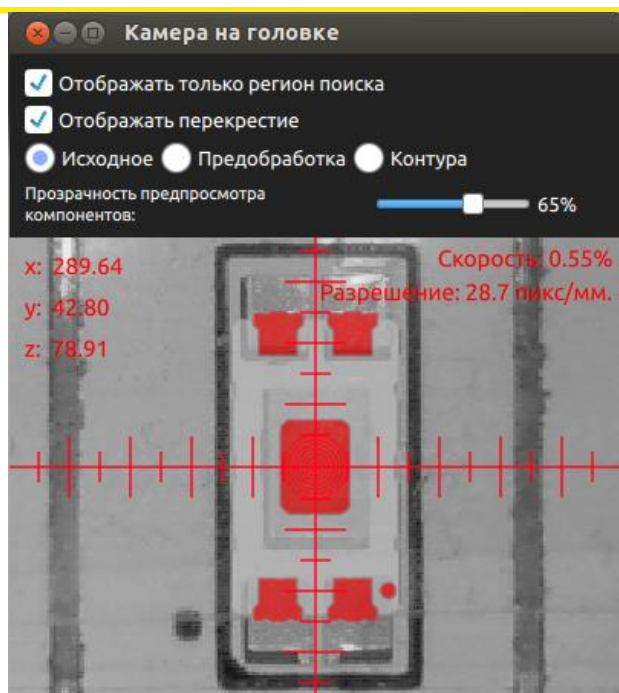 Камера на головке
Отображать только регион поиска
Отображать перекрестие
Исходное Предобработка Контура
Прозрачность предпросмотра
компонентов:
65%
x: 289.64
y: 42.80
z: 78.91
Скорость: 0.55%
Разрешение: 28.7 пикс/мм.